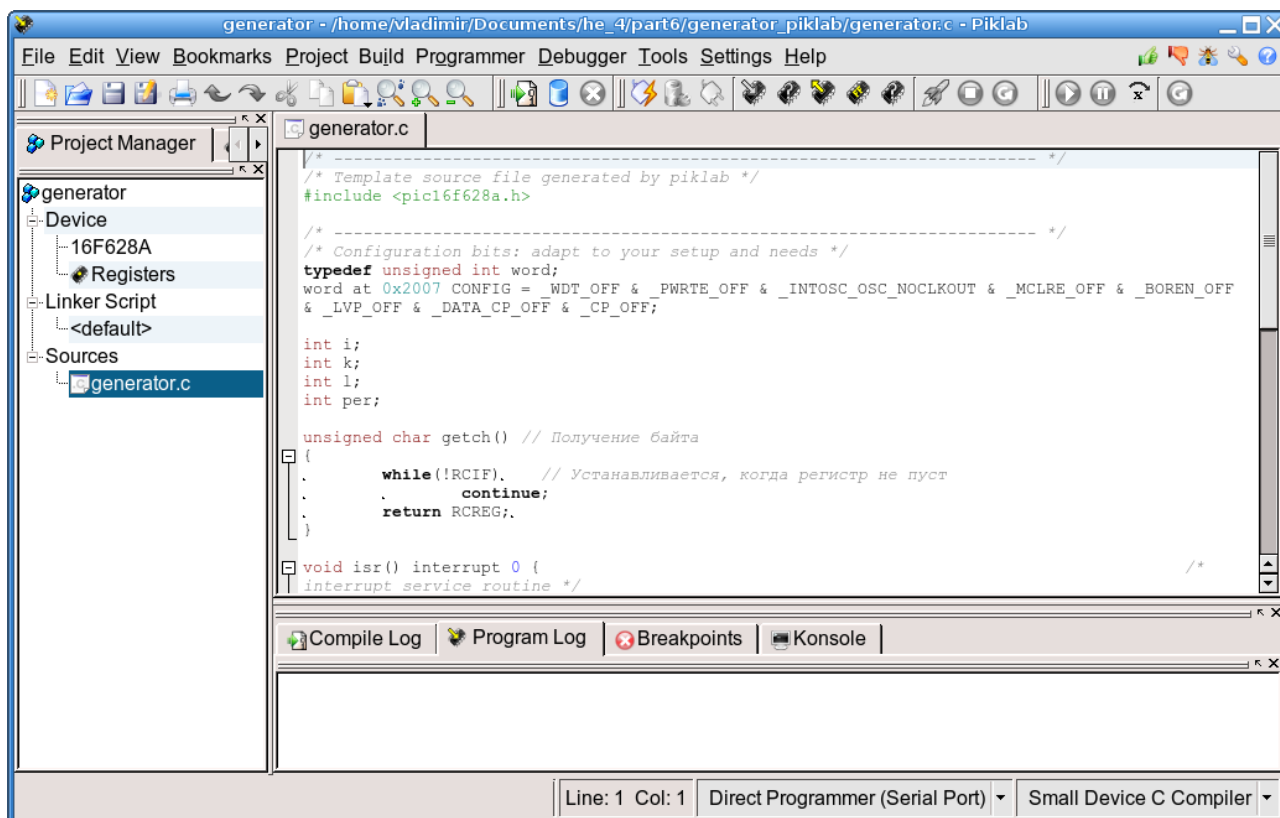 generator - /home/vladimir/Documents/he_4/part6/generator_piklab/generator.c - Piklab
File Edit View Bookmarks Project Build Programmer Debugger Tools Settings Help
Project Manager
generator
Device
16F628A
Registers
Linker Script
<default>
Sources
generator.c
generator.c
/* ----------------------------------------------------------------------- */
/* Template source file generated by piklab */
#include <pic16f628a.h>
/* ----------------------------------------------------------------------- */
/* Configuration bits: adapt to your setup and needs */
typedef unsigned int word;
word at 0x2007 CONFIG = _WDT_OFF & _PWRTE_OFF & _INTOSC_OSC_NOCLKOUT & _MCLRE_OFF & _BOREN_OFF
& _LVP_OFF & _DATA_CP_OFF & _CP_OFF;
int i;
int k;
int l;
int per;
unsigned char getch() // Получение байта
{
while(!RCIF) // Устанавливается, когда регистр не пуст
continue;
return RCREG;
}
void isr() interrupt 0 { /*
interrupt service routine */
Compile Log Program Log Breakpoints Konsole
Line: 1 Col: 1 Direct Programmer (Serial Port) Small Device C Compiler